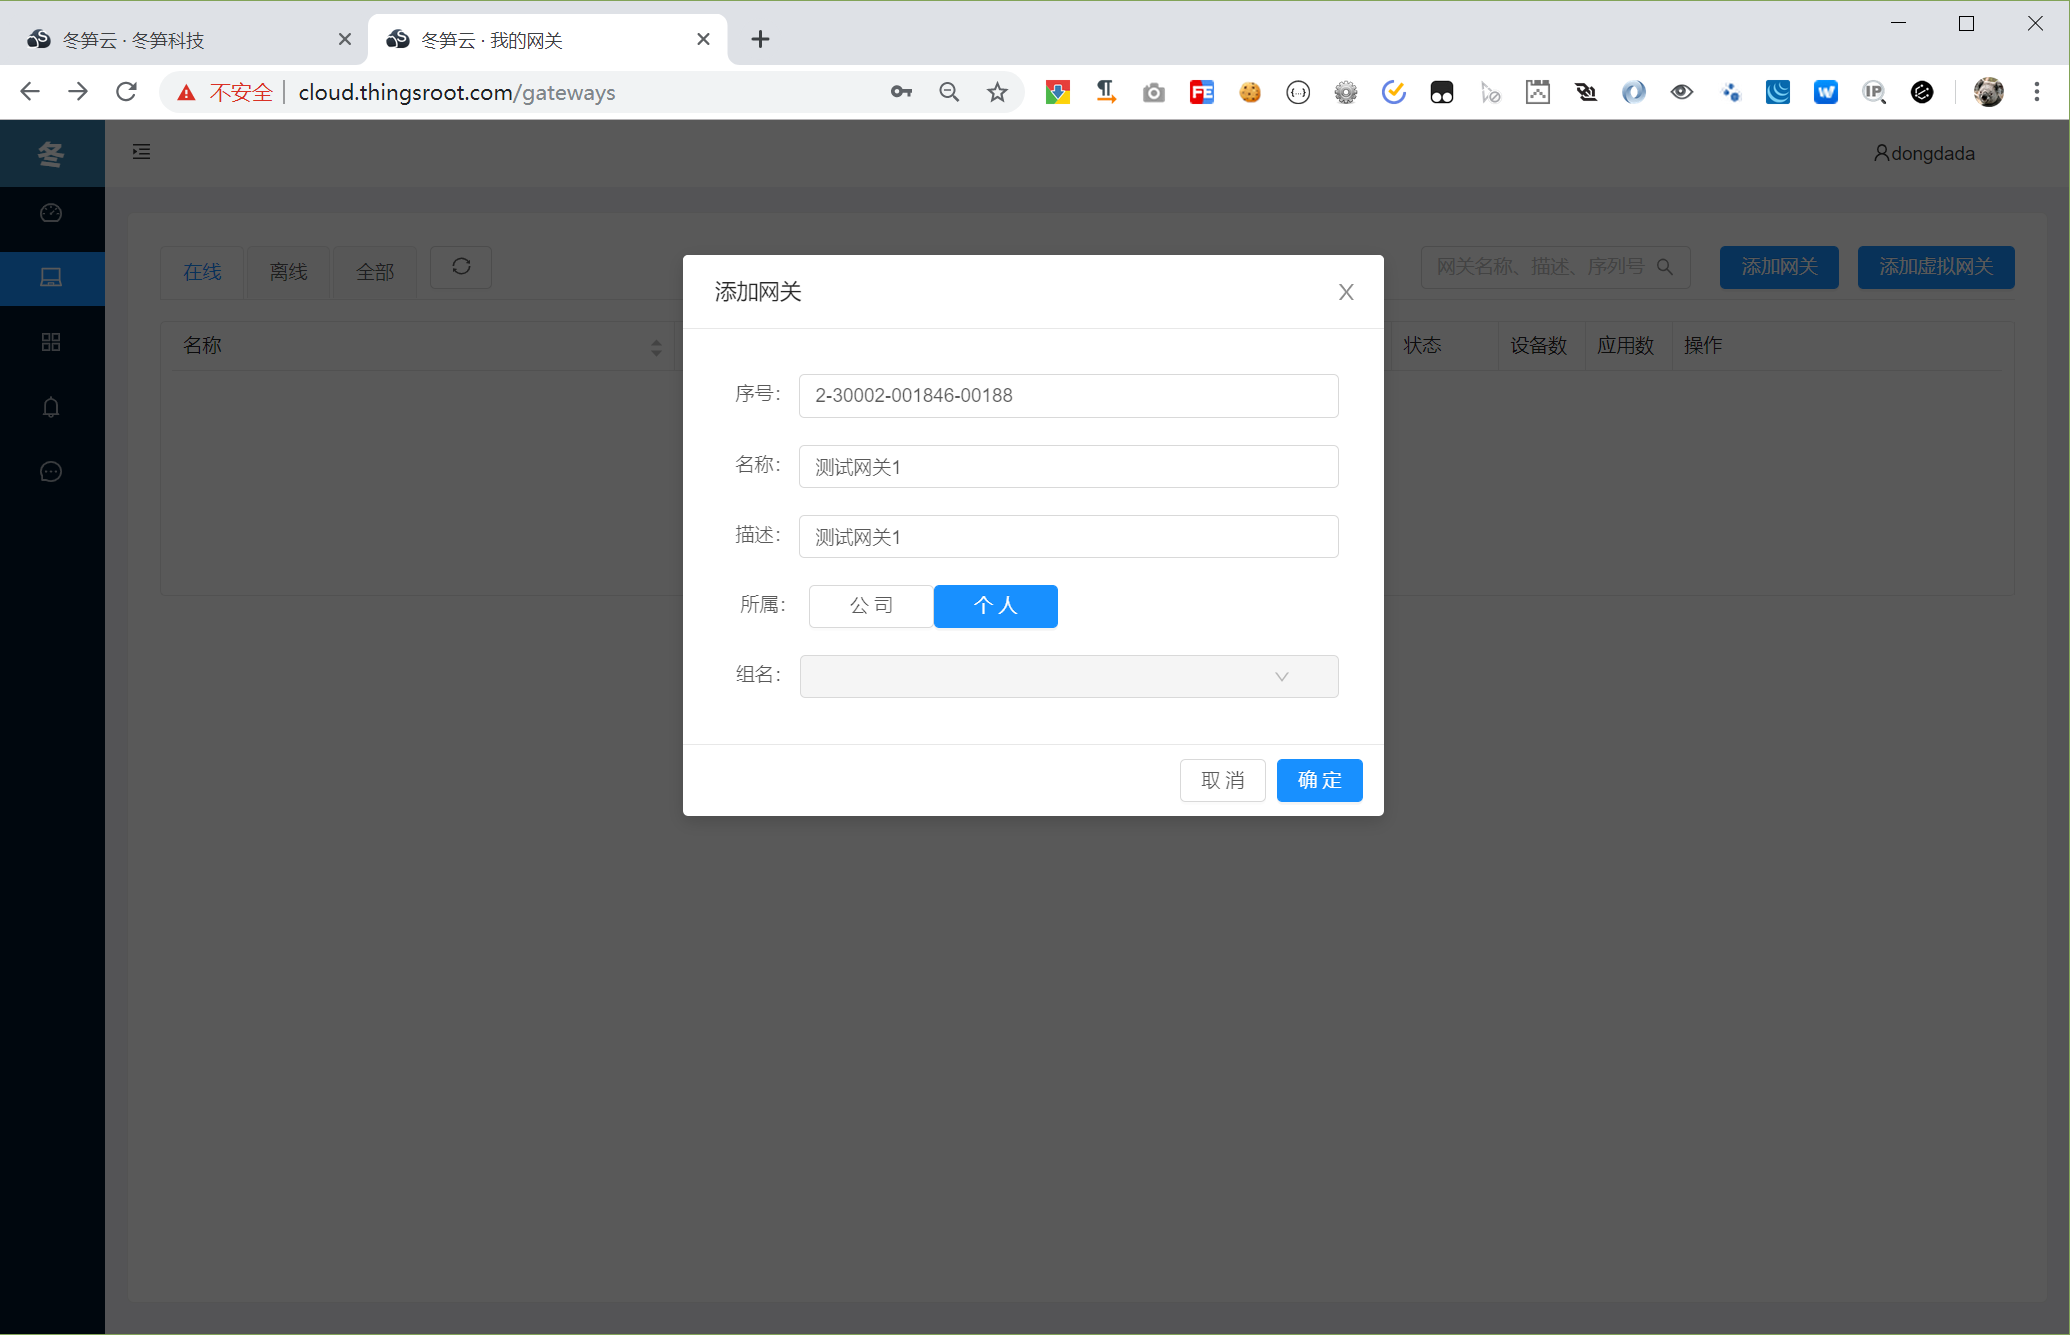 冬笋云 · 冬笋科技
冬笋云 · 我的网关
不安全
cloud.thingsroot.com/gateways
冬
dongdada
在线
离线
全部
网关名称、描述、序列号
添加网关
添加虚拟网关
名称
状态
设备数
应用数
操作
添加网关
X
序号：
2-30002-001846-00188
名称：
测试网关1
描述：
测试网关1
所属：
公 司
个 人
组名：
取 消
确 定